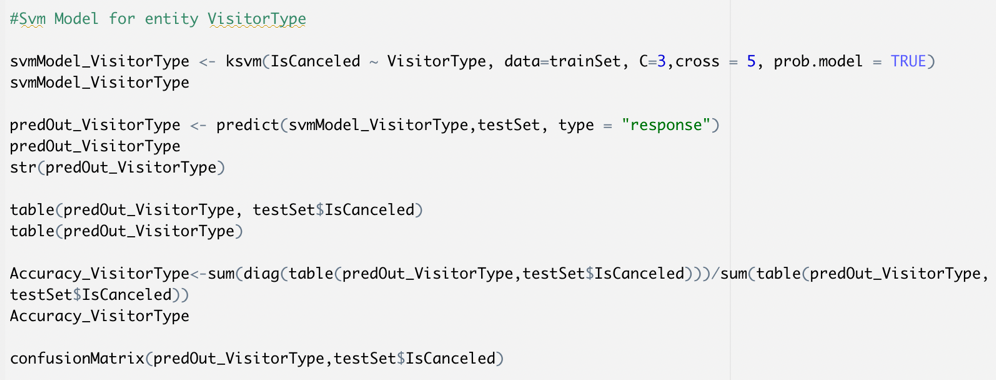 #Svm Model for entity VisitorType
svmModel_VisitorType <- ksvm(IsCanceled ~ VisitorType, data=trainSet, C=3,cross = 5, prob.model = TRUE)
svmModel_VisitorType
predOut_VisitorType <- predict(svmModel_VisitorType,testSet, type = "response")
predOut_VisitorType
str(predOut_VisitorType)
table(predOut_VisitorType, testSet$IsCanceled)
table(predOut_VisitorType)
Accuracy_VisitorType<-sum(diag(table(predOut_VisitorType,testSet$IsCanceled)))/sum(table(predOut_VisitorType,
testSet$IsCanceled))
Accuracy_VisitorType
confusionMatrix(predOut_VisitorType,testSet$IsCanceled)